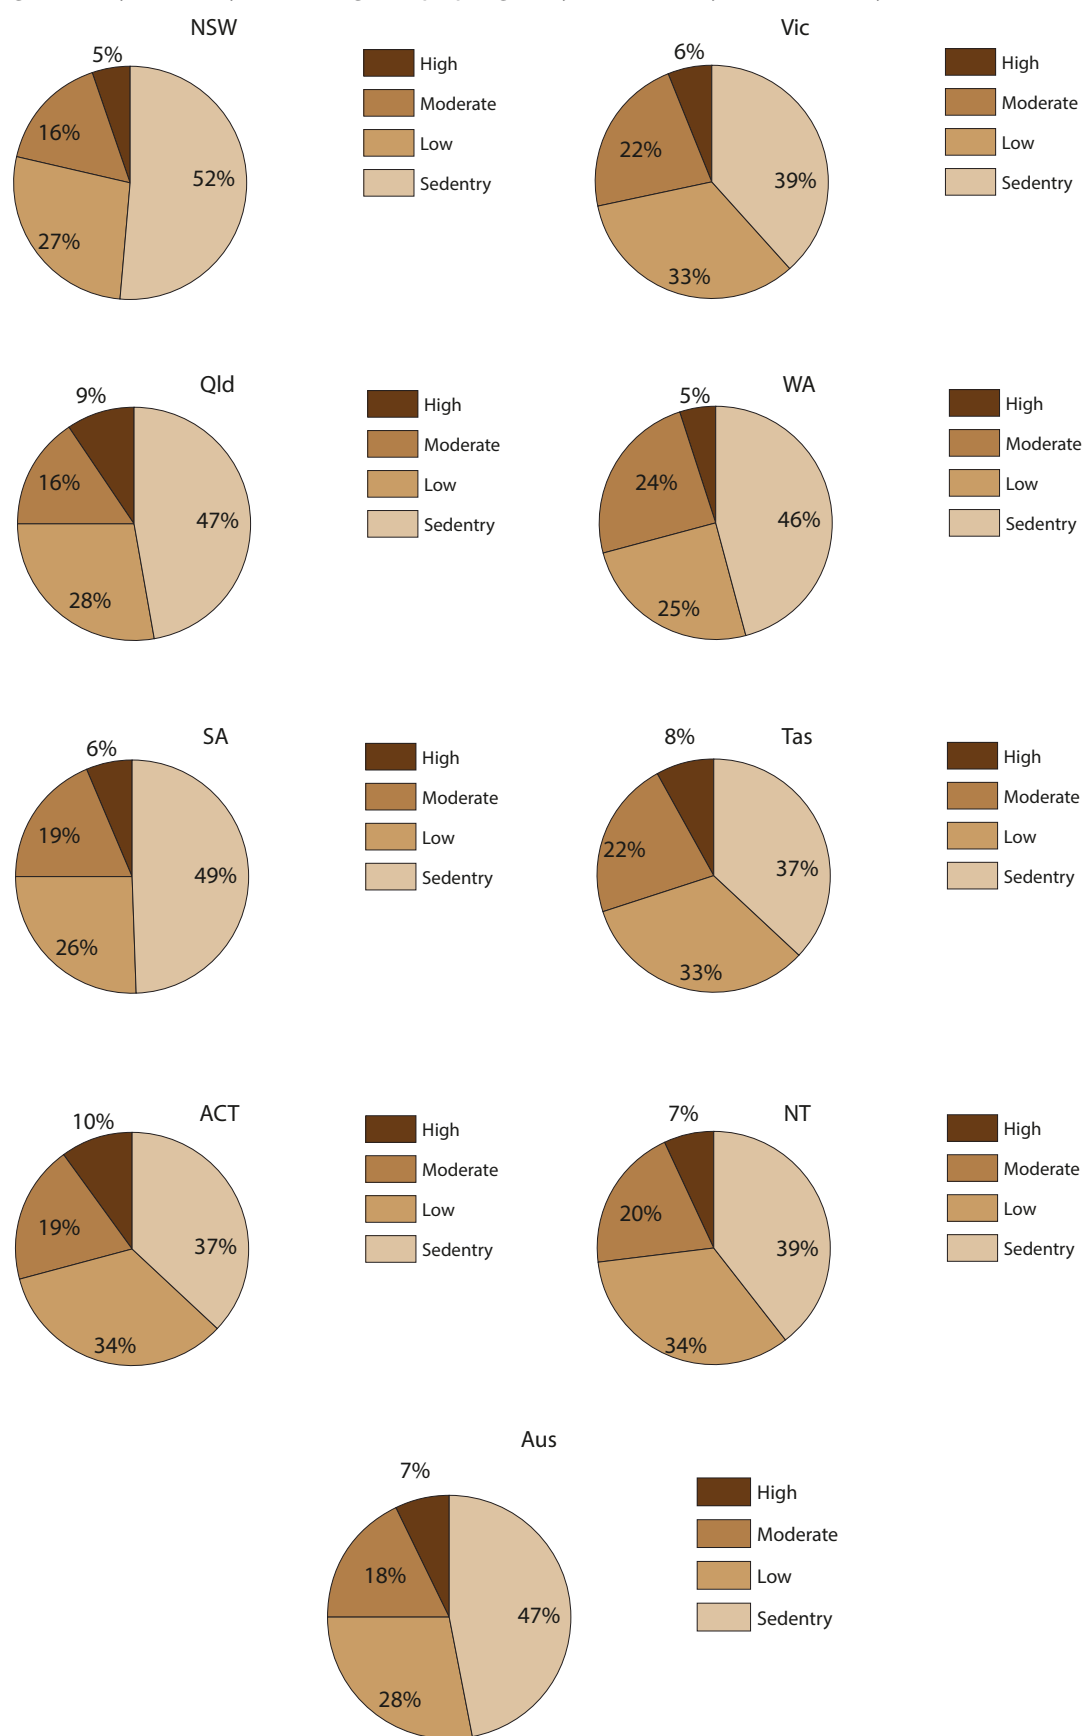 NSW
5%
16%
52%
27%
High
Moderate
Low
Sedentry
Vic
6%
22%
39%
33%
High
Moderate
Low
Sedentry
Qld
9%
16%
47%
28%
High
Moderate
Low
Sedentry
WA
5%
24%
46%
25%
High
Moderate
Low
Sedentry
SA
6%
19%
49%
26%
High
Moderate
Low
Sedentry
Tas
8%
22%
37%
33%
High
Moderate
Low
Sedentry
ACT
10%
19%
37%
34%
High
Moderate
Low
Sedentry
NT
7%
20%
39%
34%
High
Moderate
Low
Sedentry
Aus
7%
18%
47%
28%
High
Moderate
Low
Sedentry